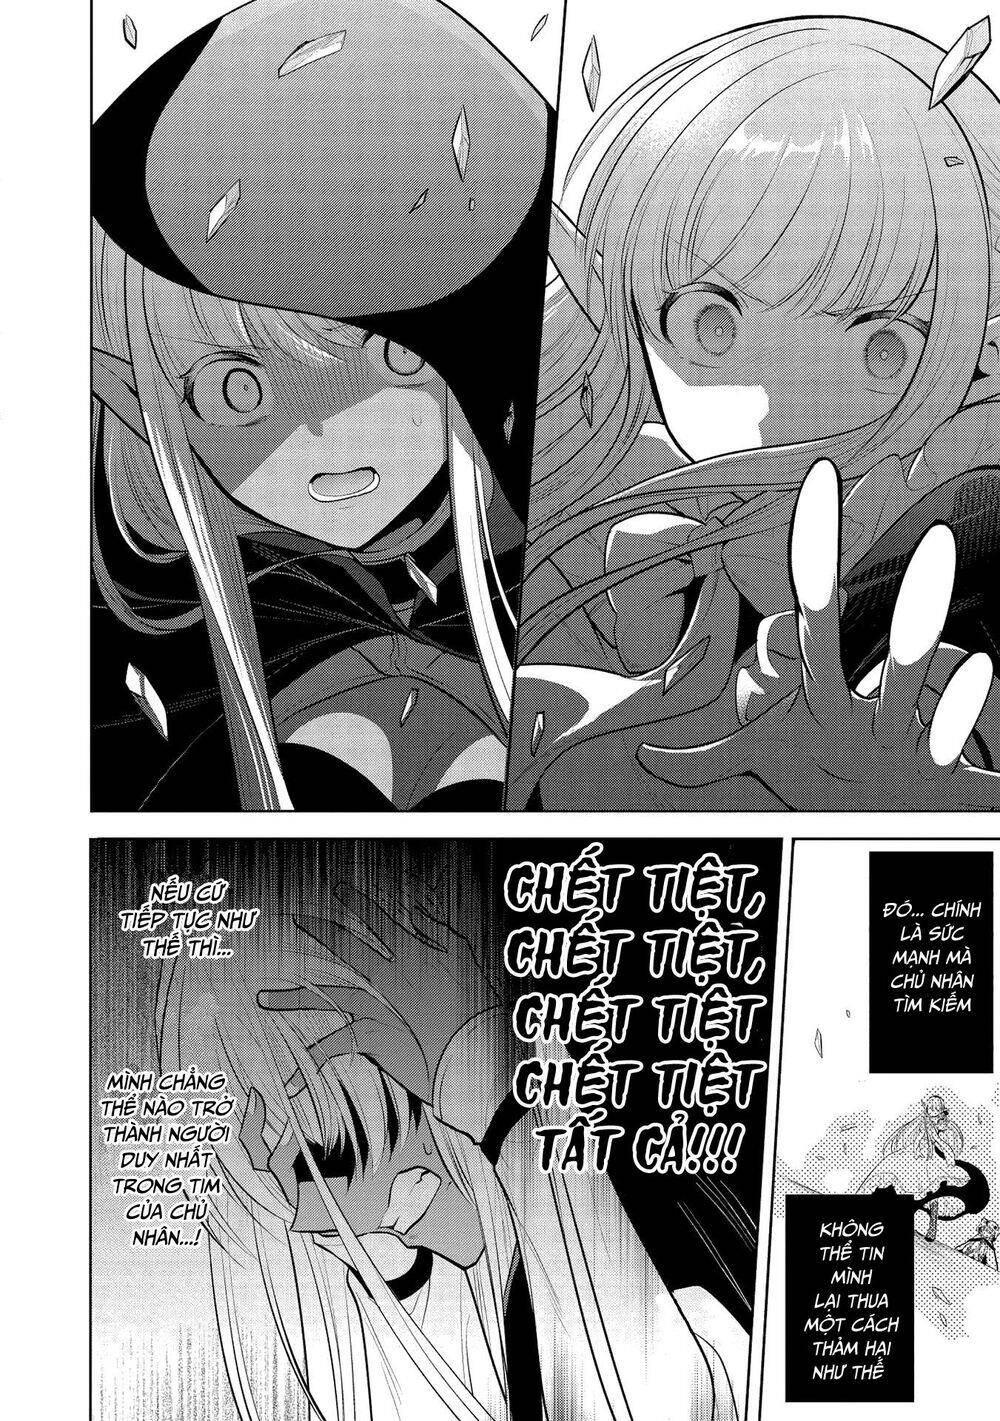 ĐÓ... CHÍNH
LÀ SỨC
MẠNH MÀ
CHỦ NHÂN
TÌM KIẾM
KHÔNG
THỂ TIN
MÌNH
LẠI THUA
MỘT CÁCH
THẢM HẠI
NHƯ THẾ
CHẾT TIỆT,
CHẾT TIỆT,
CHẾT TIỆT
CHẾT TIỆT
TẤT CẢ!!!
NẾU CỨ
TIẾP TỤC NHƯ
THẾ THÌ...
MÌNH CHẲNG
THỂ NÀO TRỞ
THÀNH NGƯỜI
DUY NHẤT
TRONG TIM
CỦA CHỦ
NHÂN...!